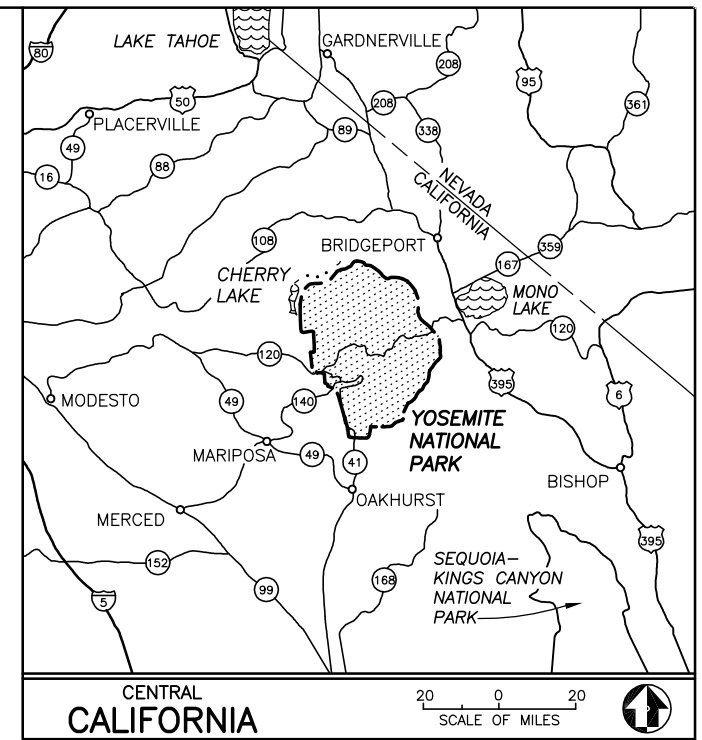 LAKE TAHOE
GARDNERVILLE
80
208
95
50
208
361
PLACERVILLE
89
338
49
88
16
NEVADA
CALIFORNIA
108
BRIDGEPORT
359
167
CHERRY
LAKE
MONO
LAKE
120
120
395
6
MODESTO
49
140
YOSEMITE
NATIONAL
PARK
MARIPOSA
49
41
BISHOP
OAKHURST
MERCED
395
152
SEQUOIA-
KINGS CANYON
NATIONAL
PARK
168
99
5
CENTRAL
CALIFORNIA
20 0 20
SCALE OF MILES